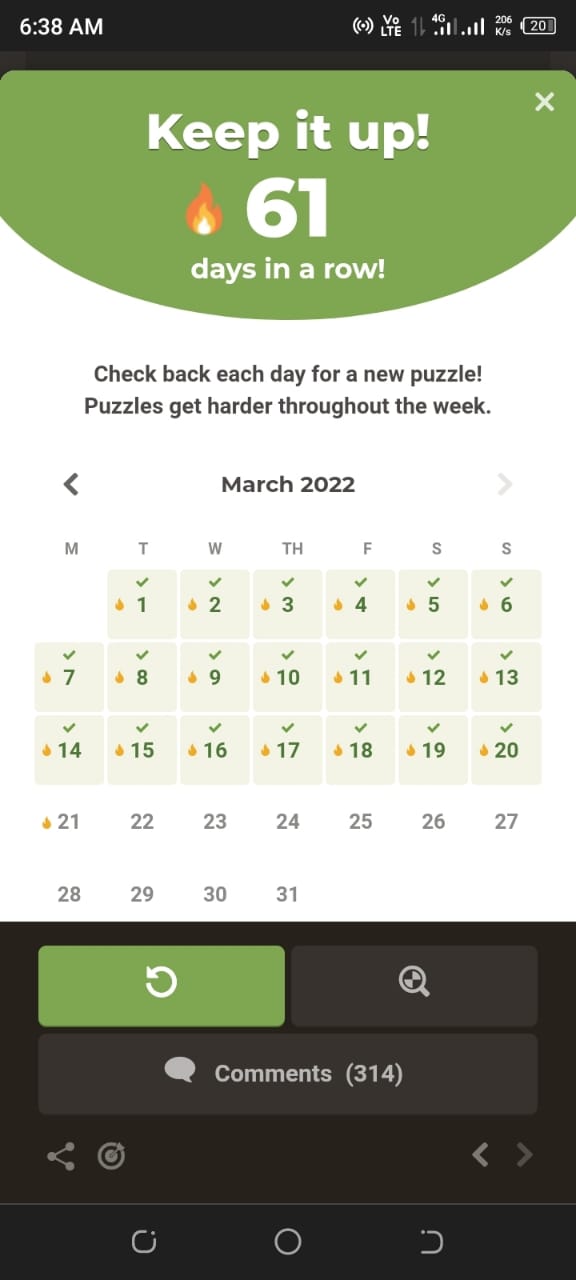 6:38 AM Vo LTE 4G 206 K/s 20
Keep it up!
61
days in a row!
Check back each day for a new puzzle!
Puzzles get harder throughout the week.
March 2022
M T W TH F S S
1 2 3 4 5 6
7 8 9 10 11 12 13
14 15 16 17 18 19 20
21 22 23 24 25 26 27
28 29 30 31
Comments (314)